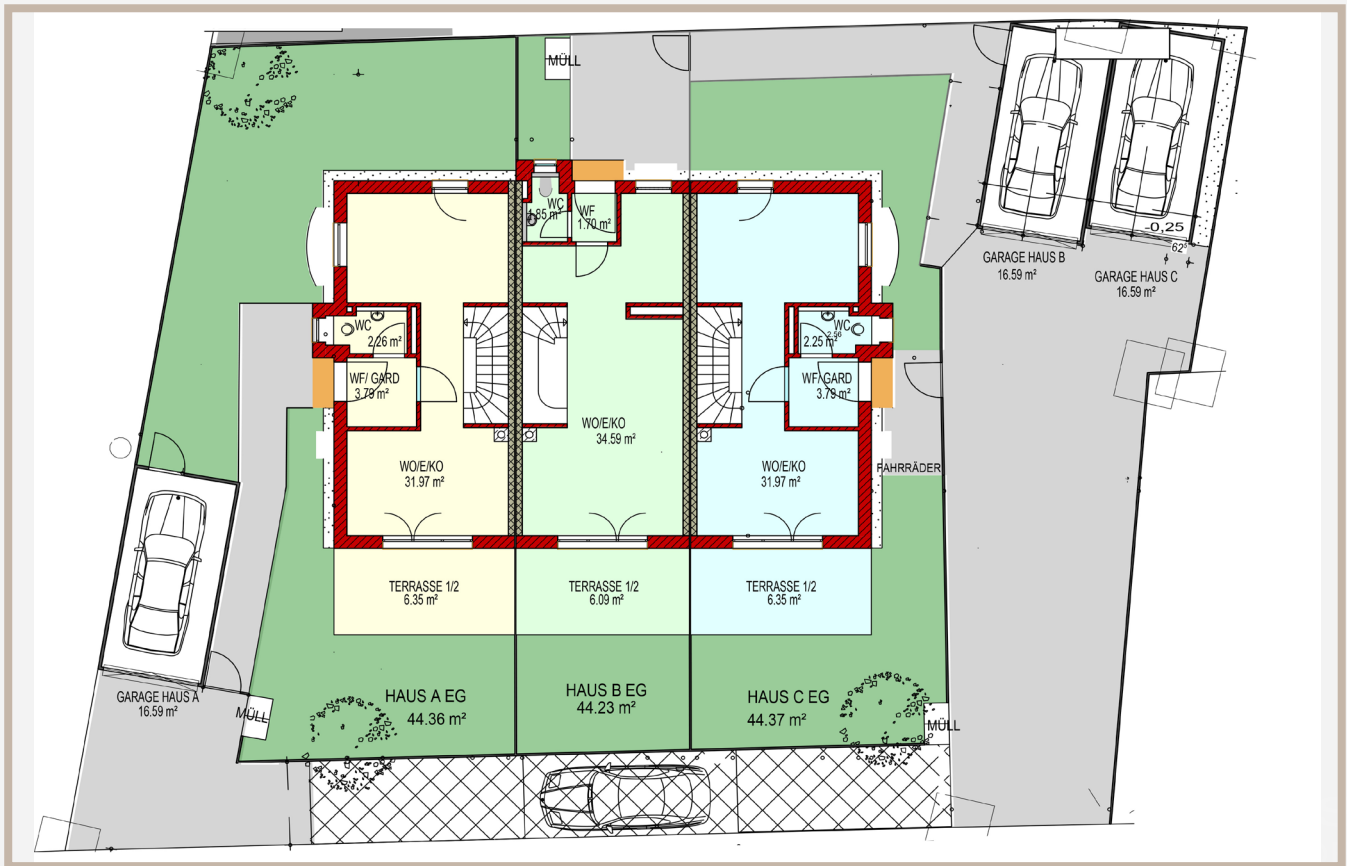 MÜLL
WC
1.85 m²
WF
1.70 m²
-0,25
62⁵
GARAGE HAUS B
16.59 m²
GARAGE HAUS C
16.59 m²
WC
2.26 m²
WF/ GARD
3.79 m²
WC
2.25 m²
2.56
WF/ GARD
3.79 m²
WO/E/KO
34.59 m²
WO/E/KO
31.97 m²
WO/E/KO
31.97 m²
FAHRRÄDER
TERRASSE 1/2
6.35 m²
TERRASSE 1/2
6.09 m²
TERRASSE 1/2
6.35 m²
GARAGE HAUS A
16.59 m²
MÜLL
HAUS A EG
44.36 m²
HAUS B EG
44.23 m²
HAUS C EG
44.37 m²
MÜLL